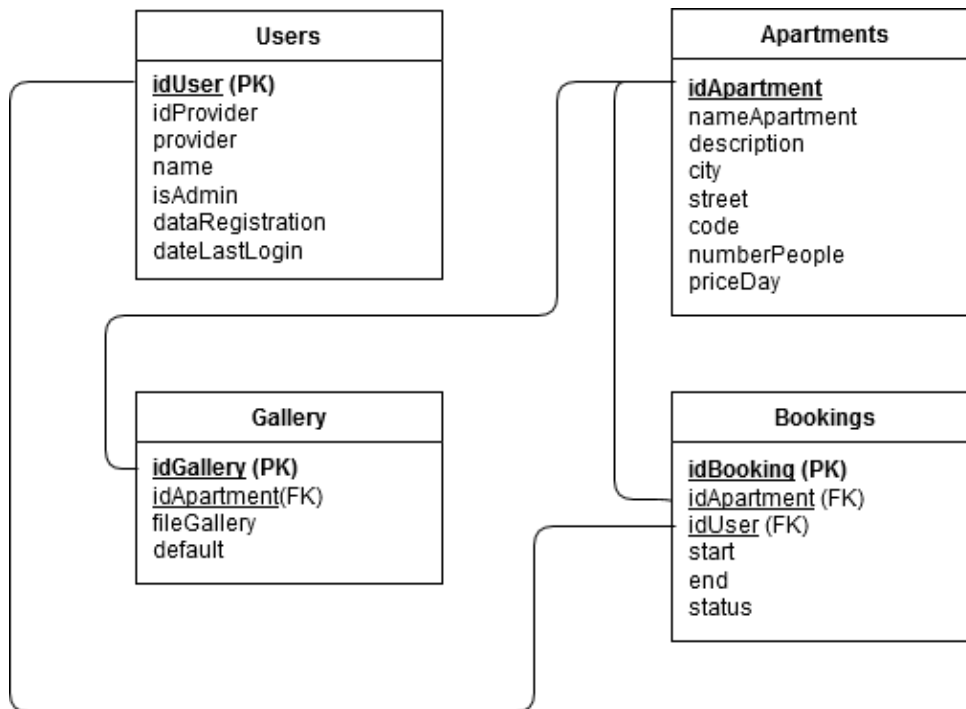 Users
idUser (PK)
idProvider
provider
name
isAdmin
dataRegistration
dateLastLogin
Apartments
idApartment
nameApartment
description
city
street
code
numberPeople
priceDay
Gallery
idGallery (PK)
idApartment(FK)
fileGallery
default
Bookings
idBooking (PK)
idApartment (FK)
idUser (FK)
start
end
status